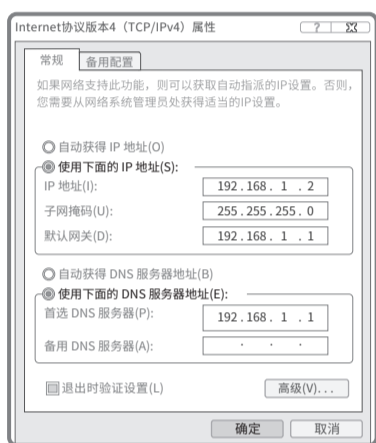 Internet协议版本4（TCP/IPv4）属性
常规 备用配置
如果网络支持此功能，则可以获取自动指派的IP设置。否则，
您需要从网络系统管理员处获得适当的IP设置。
自动获得 IP 地址(O)
使用下面的 IP 地址(S):
IP 地址(I): 192.168. 1 . 2
子网掩码(U): 255.255.255. 0
默认网关(D): 192.168. 1 . 1
自动获得 DNS 服务器地址(B)
使用下面的 DNS 服务器地址(E):
首选 DNS 服务器(P): 192.168. 1 . 1
备用 DNS 服务器(A): . . .
退出时验证设置(L) 高级(V)...
确定 取消